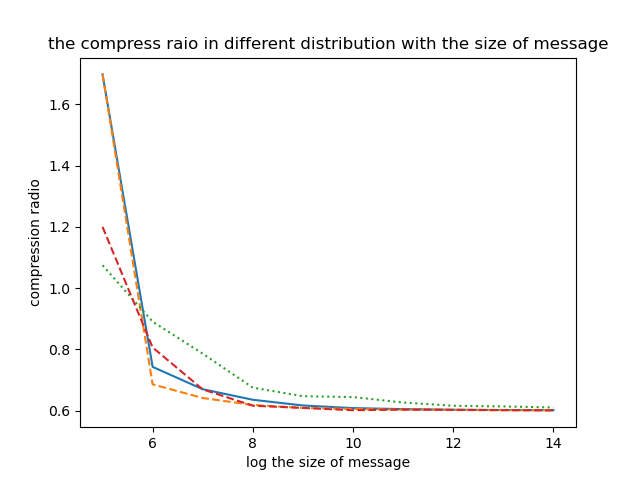 the compress raio in different distribution with the size of message
1.6
1.4
1.2
1.0
0.8
0.6
compression radio
6 8 10 12 14
log the size of message